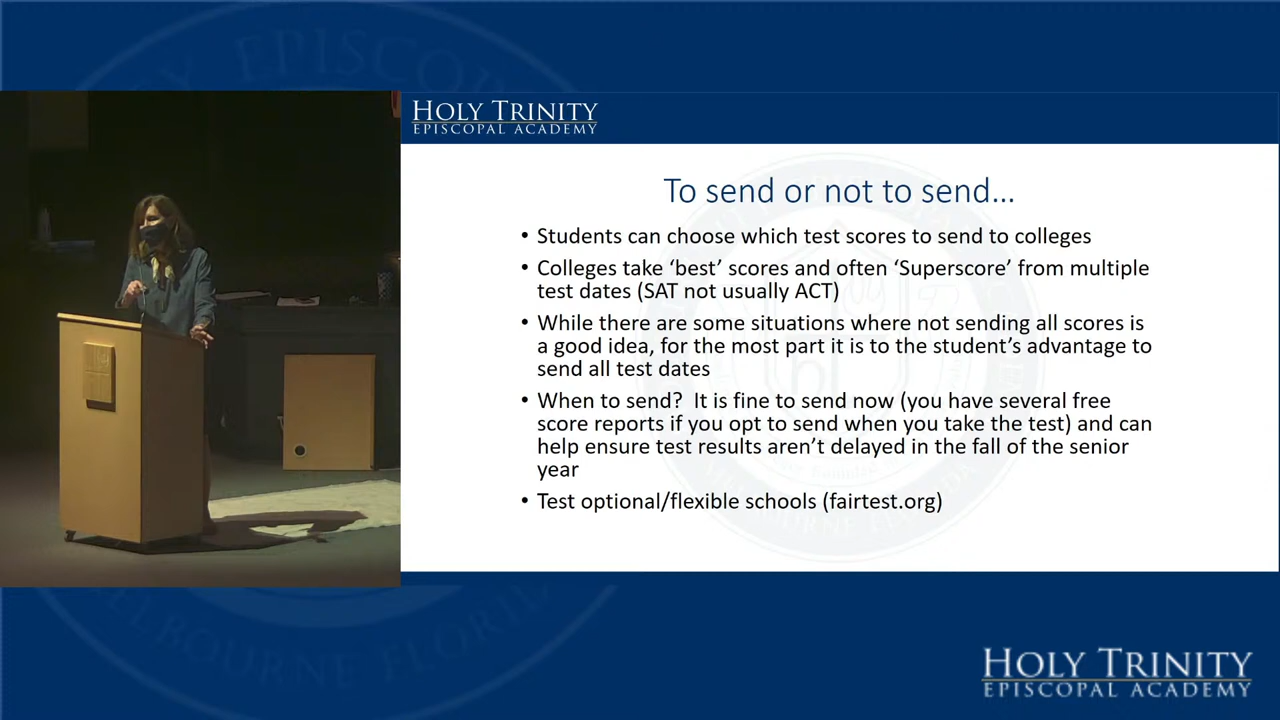 HOLY TRINITY
EPISCOPAL ACADEMY
To send or not to send...
• Students can choose which test scores to send to colleges
• Colleges take ‘best’ scores and often ‘Superscore’ from multiple
test dates (SAT not usually ACT)
• While there are some situations where not sending all scores is
a good idea, for the most part it is to the student’s advantage to
send all test dates
• When to send?  It is fine to send now (you have several free
score reports if you opt to send when you take the test) and can
help ensure test results aren’t delayed in the fall of the senior
year
• Test optional/flexible schools (fairtest.org)
HOLY TRINITY
EPISCOPAL ACADEMY